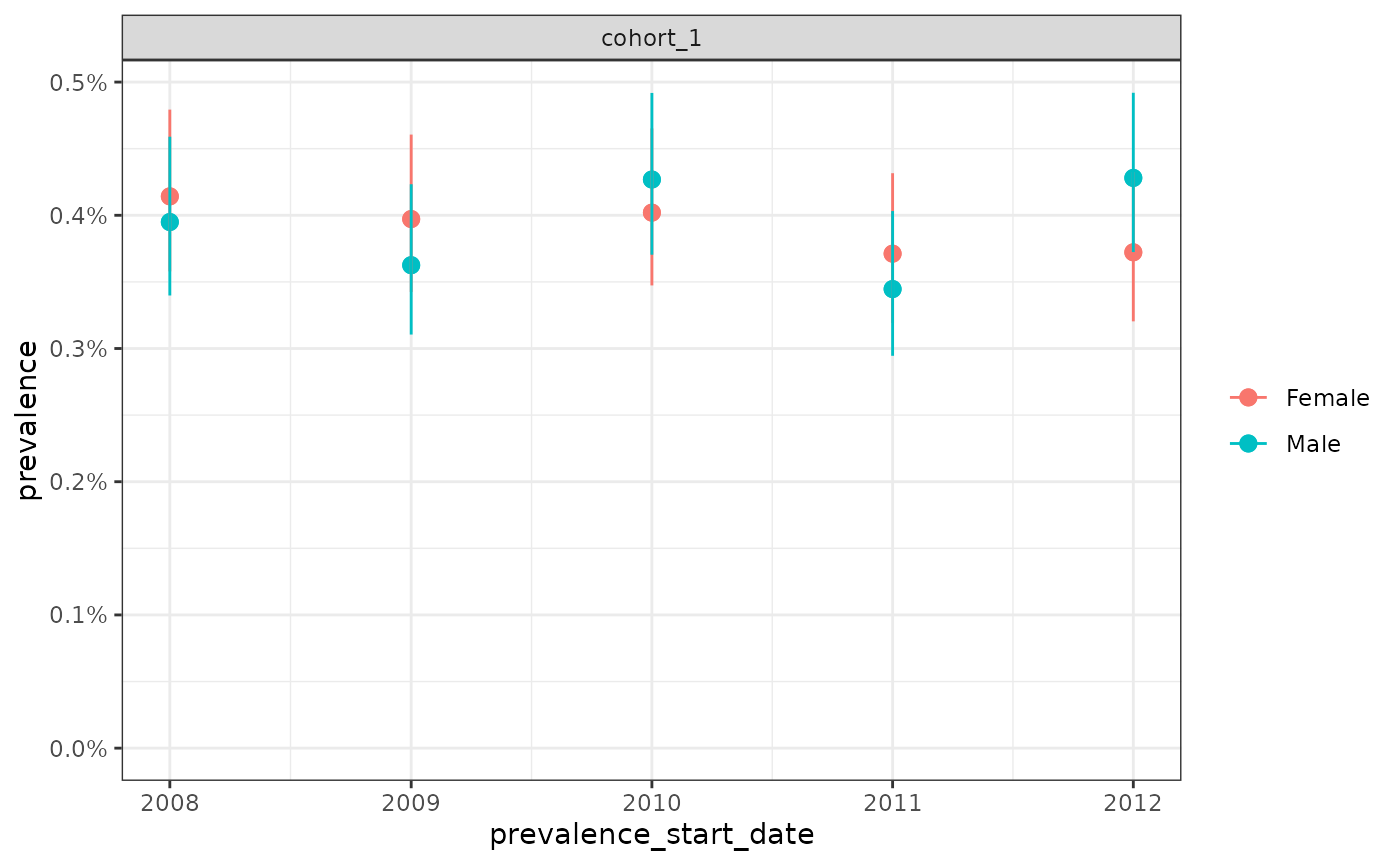 cohort_1
0.5%
0.4%
0.3%
0.2%
0.1%
0.0%
prevalence
2008 2009 2010 2011 2012
prevalence_start_date
Female
Male